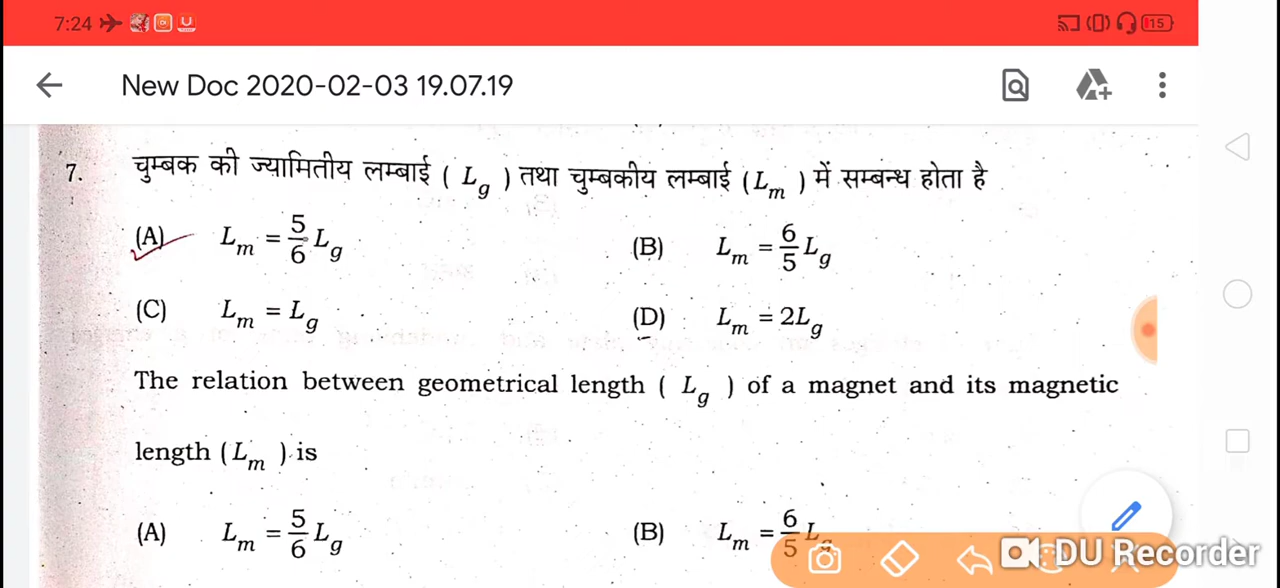 7:24
15
New Doc 2020-02-03 19.07.19
7. चुम्बक की ज्यामितीय लम्बाई ( L_g ) तथा चुम्बकीय लम्बाई (L_m ) में सम्बन्ध होता है
(A) L_m = 5/6 L_g (B) L_m = 6/5 L_g
(C) L_m = L_g (D) L_m = 2L_g
The relation between geometrical length ( L_g ) of a magnet and its magnetic
length (L_m ) is
(A) L_m = 5/6 L_g (B) L_m = 6/5 L_g
DU Recorder